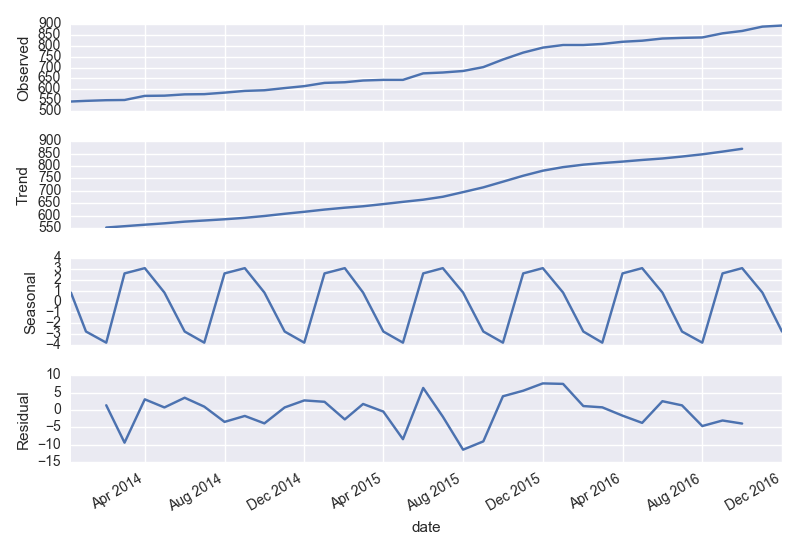 Observed
900
850
800
750
700
650
600
550
500
Trend
900
850
800
750
700
650
600
550
Seasonal
4
3
2
1
0
−1
−2
−3
−4
Residual
10
5
0
−5
−10
−15
Apr 2014
Aug 2014
Dec 2014
Apr 2015
Aug 2015
Dec 2015
Apr 2016
Aug 2016
Dec 2016
date